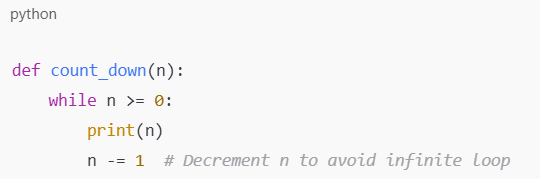 python
def count_down(n):
    while n >= 0:
        print(n)
        n -= 1  # Decrement n to avoid infinite loop